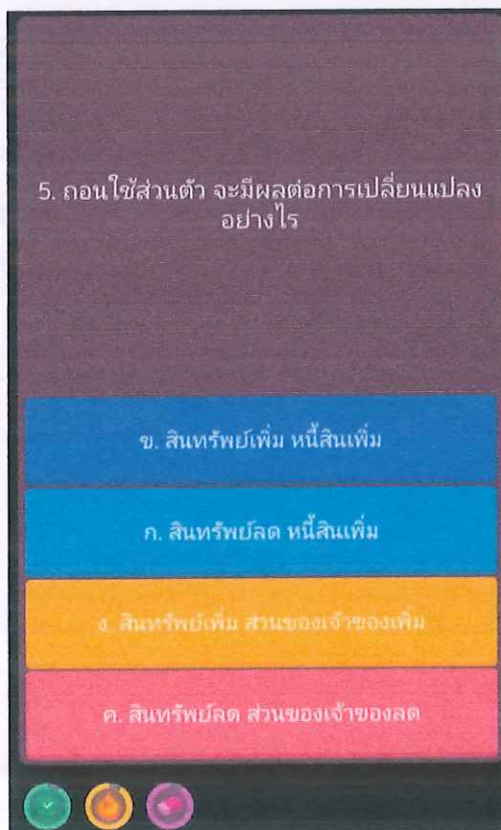 5. ถอนใช้ส่วนตัว จะมีผลต่อการเปลี่ยนแปลง
อย่างไร
ข. สินทรัพย์เพิ่ม หนี้สินเพิ่ม
ก. สินทรัพย์ลด หนี้สินเพิ่ม
ง. สินทรัพย์เพิ่ม ส่วนของเจ้าของเพิ่ม
ค. สินทรัพย์ลด ส่วนของเจ้าของลด